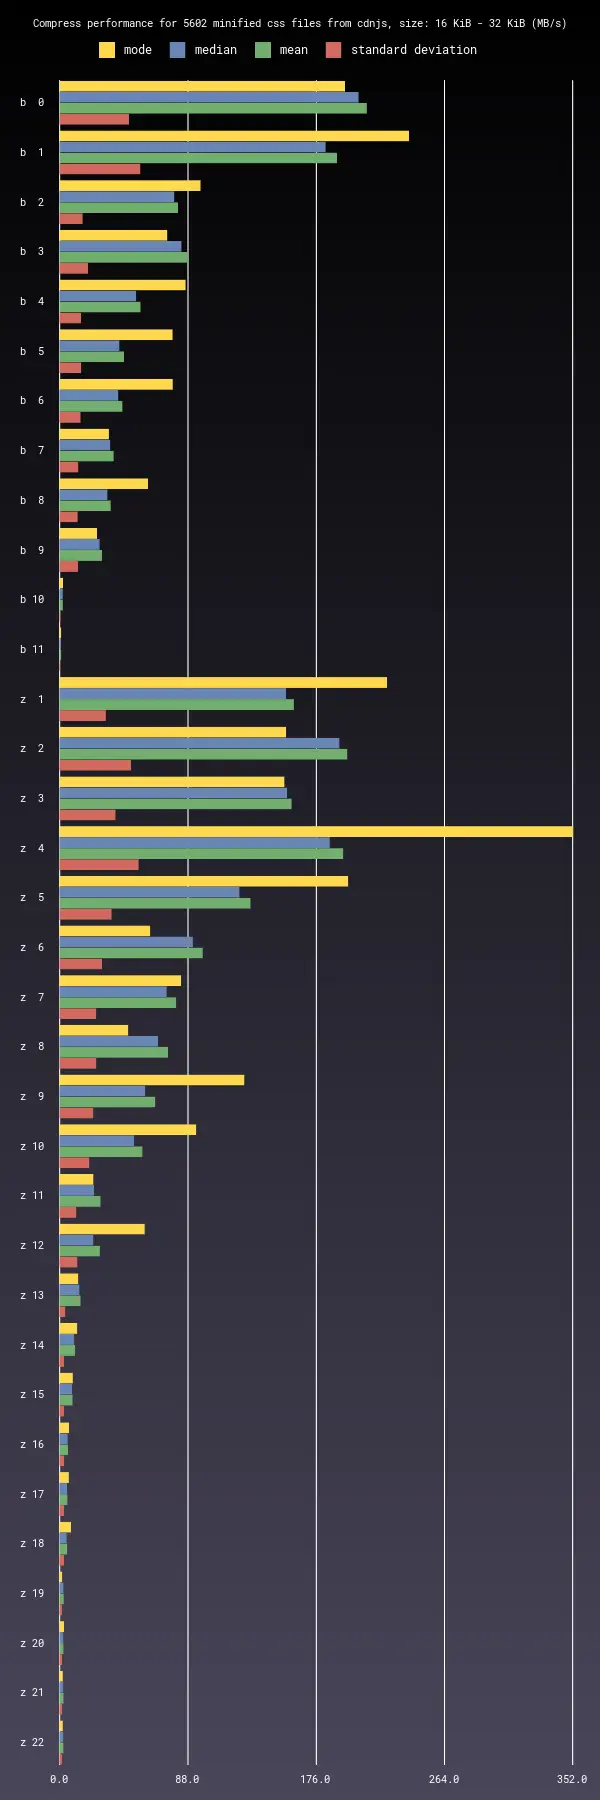 Compress performance for 5602 minified css files from cdnjs, size: 16 KiB - 32 KiB (MB/s)
mode median mean standard deviation
b 0
b 1
b 2
b 3
b 4
b 5
b 6
b 7
b 8
b 9
b 10
b 11
z 1
z 2
z 3
z 4
z 5
z 6
z 7
z 8
z 9
z 10
z 11
z 12
z 13
z 14
z 15
z 16
z 17
z 18
z 19
z 20
z 21
z 22
0.0 88.0 176.0 264.0 352.0